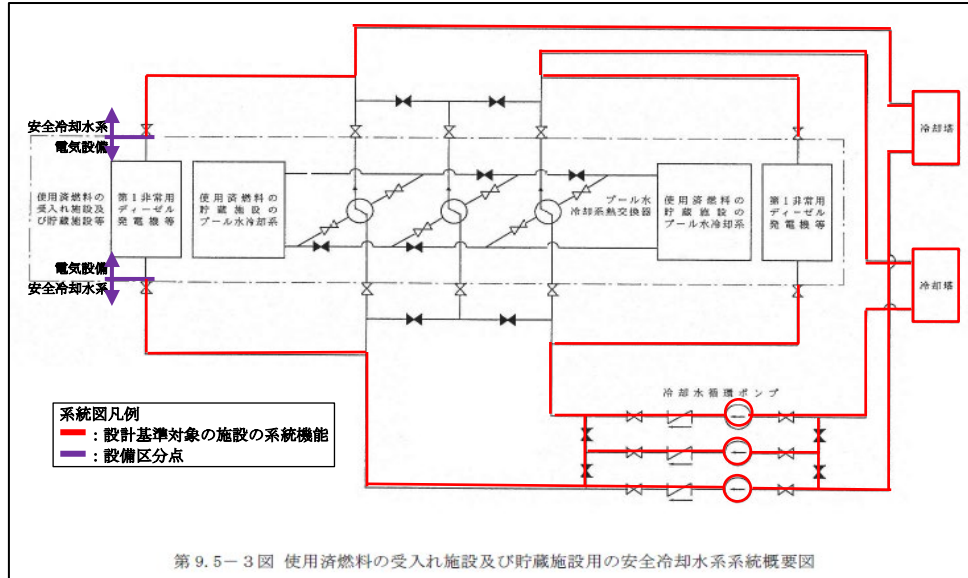 安全冷却水系
電気設備
使用済燃料の
受入れ施設及
び貯蔵施設等
第1非常用
ディーゼル
発電機等
使用済燃料の
貯蔵施設の
プール水冷却系
プール水
冷却系熱交換器
使用済燃料の
貯蔵施設の
プール水冷却系
第1非常用
ディーゼル
発電機等
冷却塔
冷却塔
電気設備
安全冷却水系
冷却水循環ポンプ
系統図凡例
:設計基準対象の施設の系統機能
:設備区分点
第9.5-3図 使用済燃料の受入れ施設及び貯蔵施設用の安全冷却水系系統概要図